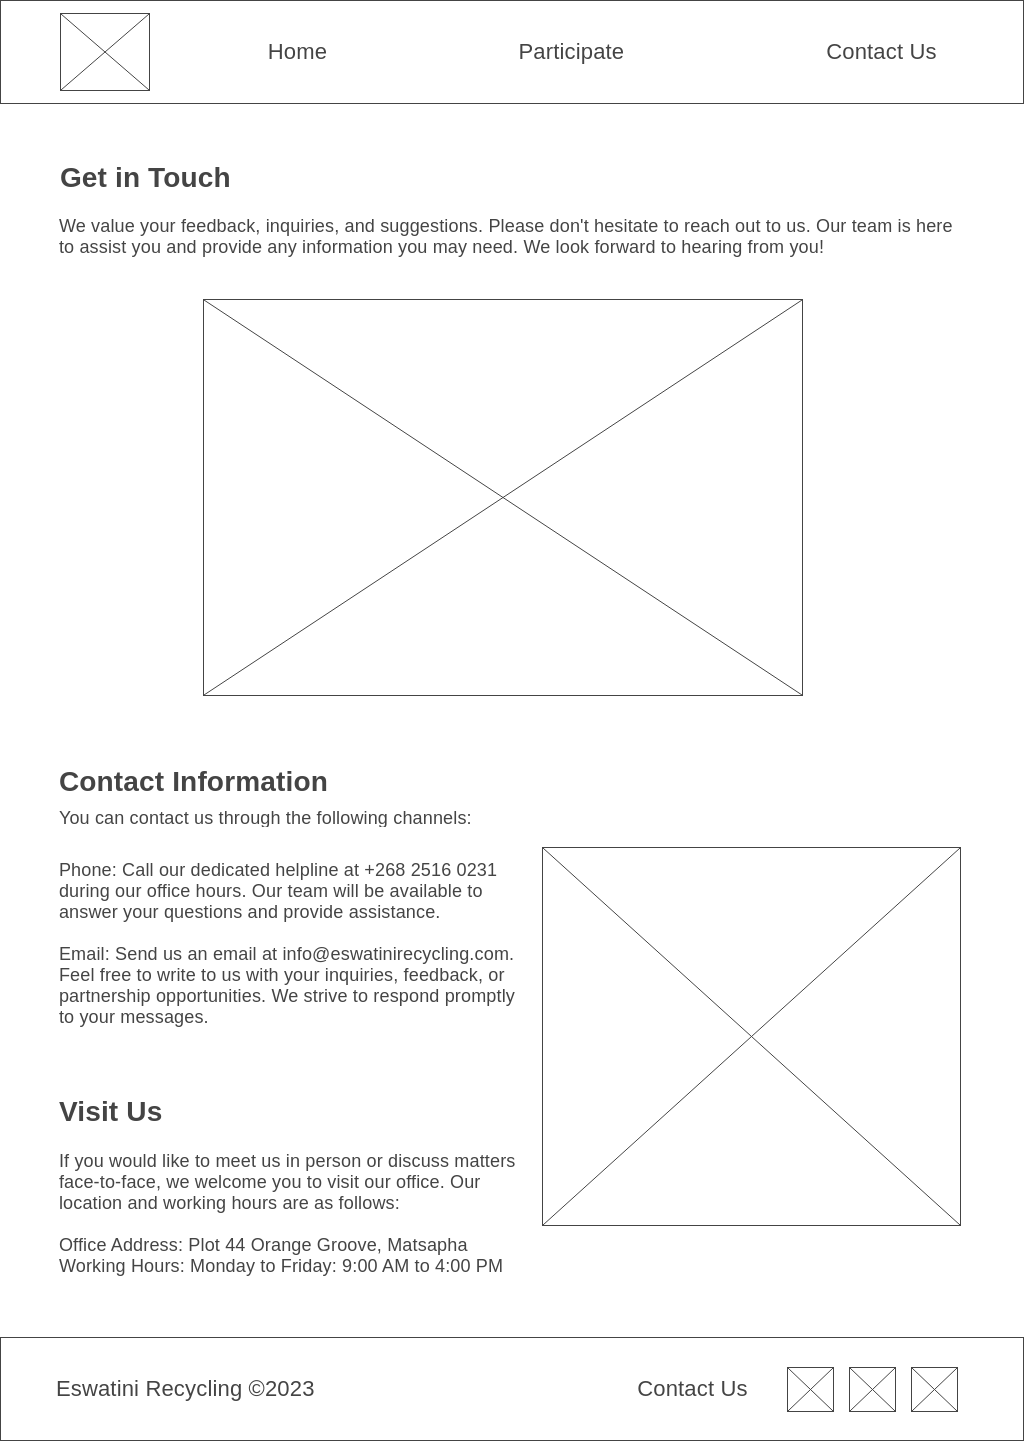 Home
Participate
Contact Us
Get in Touch
We value your feedback, inquiries, and suggestions. Please don't hesitate to reach out to us. Our team is here
to assist you and provide any information you may need. We look forward to hearing from you!
Contact Information
You can contact us through the following channels:
Phone: Call our dedicated helpline at +268 2516 0231
during our office hours. Our team will be available to
answer your questions and provide assistance.
Email: Send us an email at info@eswatinirecycling.com.
Feel free to write to us with your inquiries, feedback, or
partnership opportunities. We strive to respond promptly
to your messages.
Visit Us
If you would like to meet us in person or discuss matters
face-to-face, we welcome you to visit our office. Our
location and working hours are as follows:
Office Address: Plot 44 Orange Groove, Matsapha
Working Hours: Monday to Friday: 9:00 AM to 4:00 PM
Eswatini Recycling ©2023
Contact Us